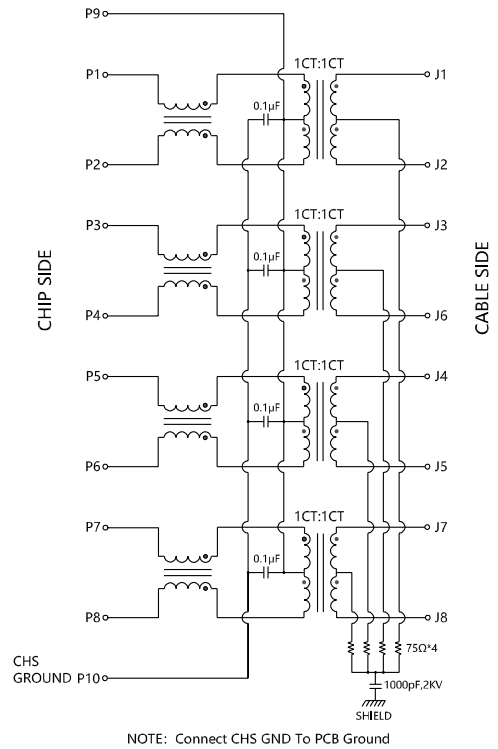 P9
P1
1CT:1CT
J1
0.1μF
P2
J2
P3
1CT:1CT
J3
0.1μF
P4
J6
CHIP SIDE
CABLE SIDE
P5
1CT:1CT
J4
0.1μF
P6
J5
P7
1CT:1CT
J7
0.1μF
P8
J8
75Ω*4
CHS
GROUND P10
1000pF,2KV
SHIELD
NOTE: Connect CHS GND To PCB Ground